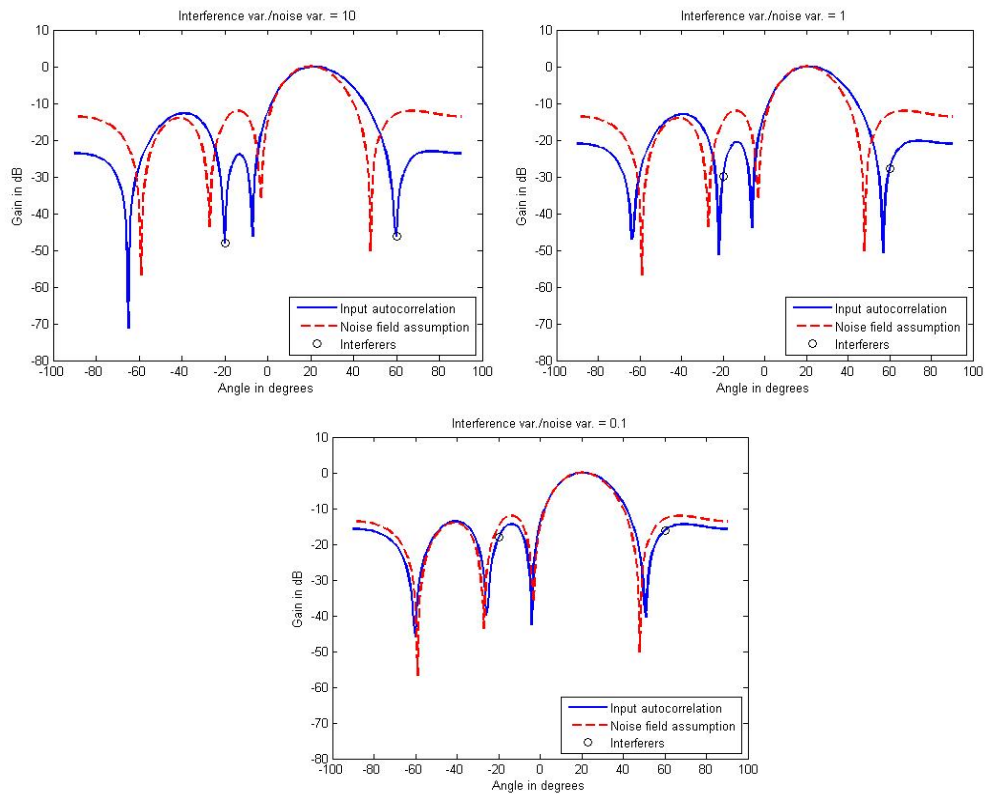 Interference var./noise var. = 10
10
0
-10
-20
-30
-40
-50
-60
-70
-80
Gain in dB
-100 -80 -60 -40 -20 0 20 40 60 80 100
Angle in degrees
Input autocorrelation
Noise field assumption
Interferers
Interference var./noise var. = 1
10
0
-10
-20
-30
-40
-50
-60
-70
-80
Gain in dB
-100 -80 -60 -40 -20 0 20 40 60 80 100
Angle in degrees
Input autocorrelation
Noise field assumption
Interferers
Interference var./noise var. = 0.1
10
0
-10
-20
-30
-40
-50
-60
-70
-80
Gain in dB
-100 -80 -60 -40 -20 0 20 40 60 80 100
Angle in degrees
Input autocorrelation
Noise field assumption
Interferers